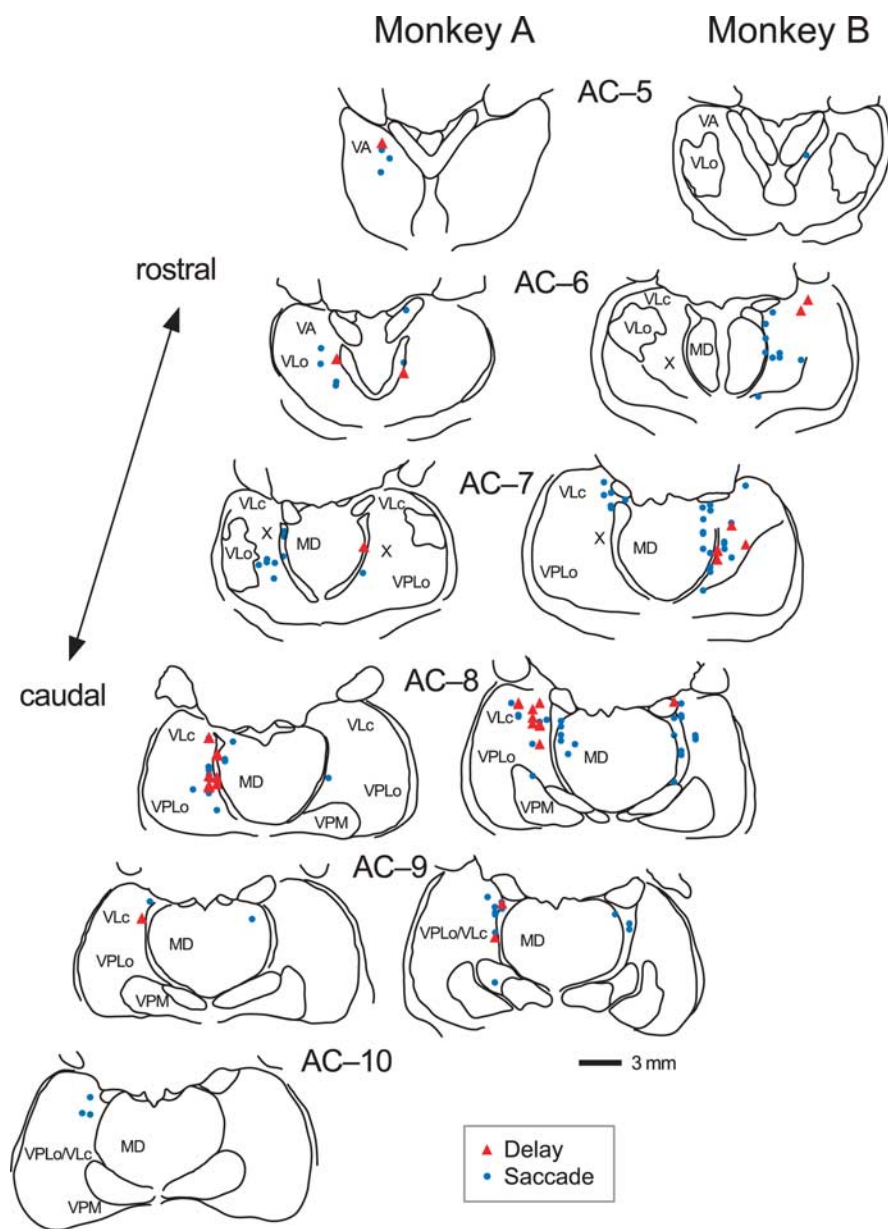 Monkey A
Monkey B
AC–5
VA
VA
VLo
rostral
AC–6
VA
VLo
VLc
VLo
MD
X
AC–7
VLc
VLc
X
VLo
MD
X
VPLo
VLc
X
MD
VPLo
caudal
AC–8
VLc
VLc
MD
VPLo
VPLo
VPM
VLc
VPLo
MD
VPM
AC–9
VLc
MD
VPLo
VPM
VPLo/VLc
MD
AC–10
3 mm
MD
VPLo/VLc
VPM
Delay
Saccade